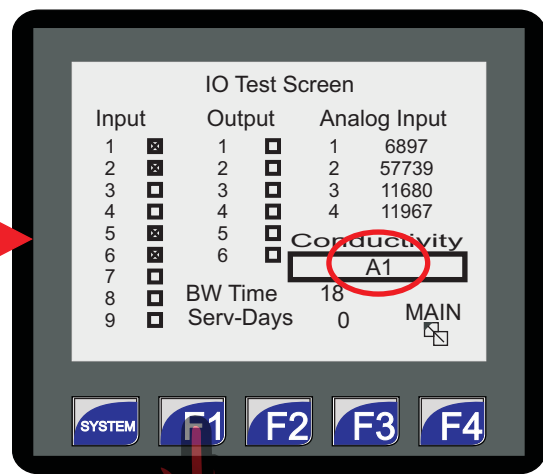 IO Test Screen
Input Output Analog Input
1 1 1 6897
2 2 2 57739
3 3 3 11680
4 4 4 11967
5 5 Conductivity
6 6 A1
7
8 BW Time 18
9 Serv-Days 0 MAIN
SYSTEM F1 F2 F3 F4